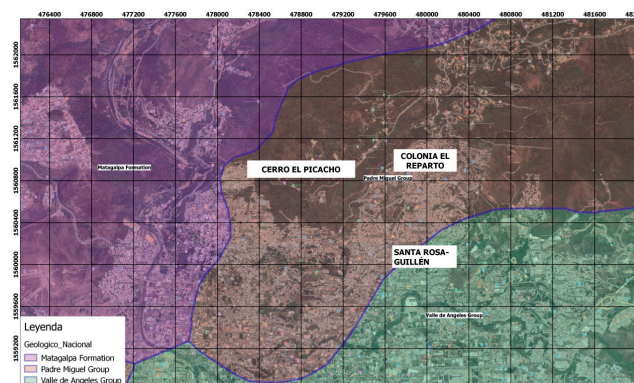 476400 476800 477200 477600 478000 478400 478800 479200 479600 480000 480400 480800 481200 481600
1562000
1561600
1561200
1560800
1560400
1560000
1559600
1559200
Matagalpa Formation
CERRO EL PICACHO
COLONIA EL
REPARTO
Padre Miguel Group
SANTA ROSA-
GUILLÉN
Valle de Angeles Group
Leyenda
Geologico_Nacional
Matagalpa Formation
Padre Miguel Group
Valle de Angeles Group